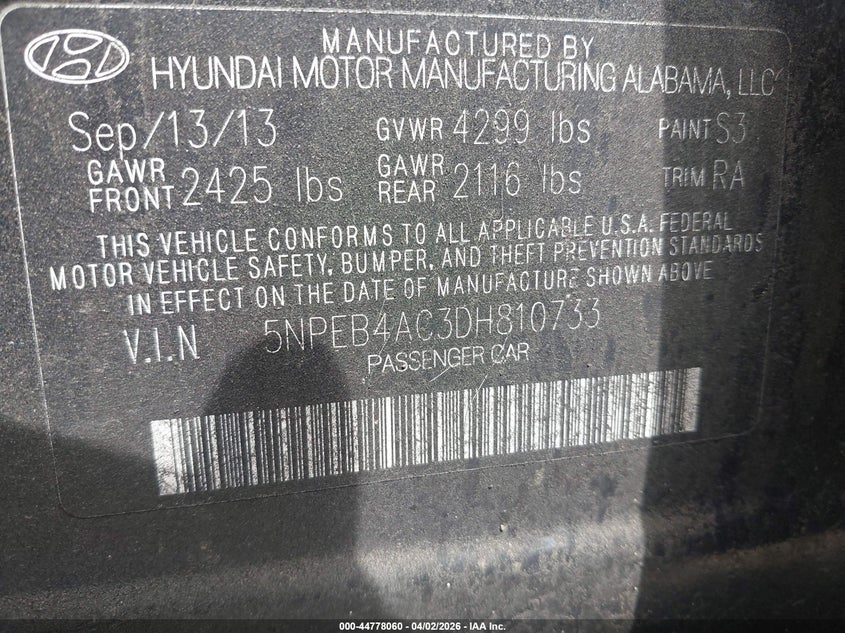 MANUFACTURED BY
HYUNDAI MOTOR MANUFACTURING ALABAMA, LLC
Sep/13/13 GVWR 4299 lbs PAINT S3
GAWR FRONT 2425 lbs GAWR REAR 2116 lbs TRIM RA
THIS VEHICLE CONFORMS TO ALL APPLICABLE U.S.A. FEDERAL
MOTOR VEHICLE SAFETY, BUMPER, AND THEFT PREVENTION STANDARDS
IN EFFECT ON THE DATE OF MANUFACTURE SHOWN ABOVE
V.I.N 5NPEB4AC3DH810733
PASSENGER CAR
000-44778060 - 04/02/2026 - IAA Inc.